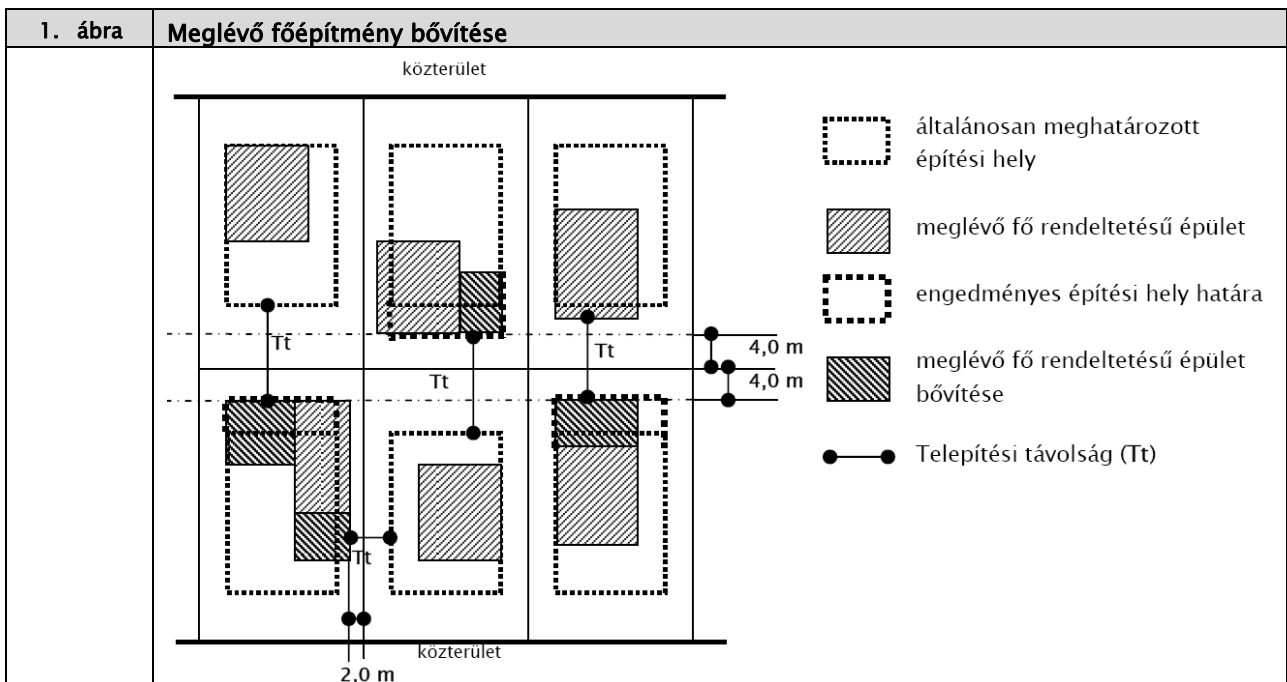 1. ábra
Meglévő főépítmény bővítése
közterület
általánosan meghatározott
építési hely
meglévő fő rendeltetésű épület
engedményes építési hely határa
Tt
Tt
4,0 m
Tt
4,0 m
meglévő fő rendeltetésű épület
bővítése
Telepítési távolság (Tt)
Tt
közterület
2,0 m